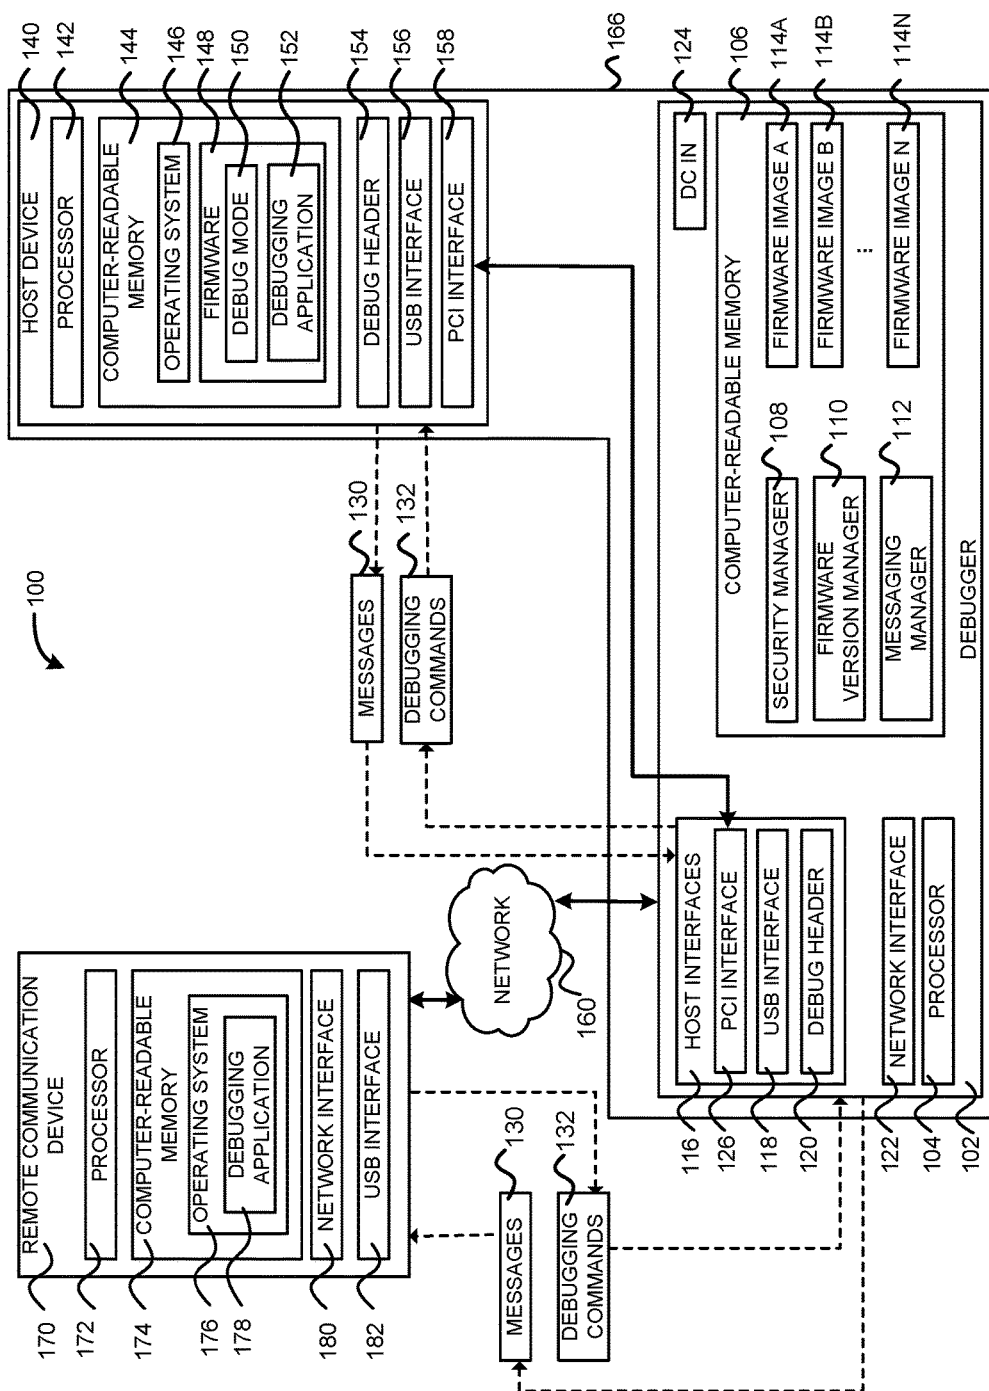 100
REMOTE COMMUNICATION
DEVICE
PROCESSOR
COMPUTER-READABLE
MEMORY
OPERATING SYSTEM
DEBUGGING
APPLICATION
NETWORK INTERFACE
USB INTERFACE
170
172
174
176
178
180
182
MESSAGES
130
DEBUGGING
COMMANDS
132
NETWORK
160
MESSAGES
130
DEBUGGING
COMMANDS
132
HOST DEVICE
PROCESSOR
COMPUTER-READABLE
MEMORY
OPERATING SYSTEM
FIRMWARE
DEBUG MODE
DEBUGGING
APPLICATION
DEBUG HEADER
USB INTERFACE
PCI INTERFACE
140
142
144
146
148
150
152
154
156
158
166
HOST INTERFACES
PCI INTERFACE
USB INTERFACE
DEBUG HEADER
NETWORK INTERFACE
PROCESSOR
116
126
118
120
122
104
102
DC IN
124
COMPUTER-READABLE MEMORY
106
SECURITY MANAGER
108
FIRMWARE
VERSION MANAGER
110
MESSAGING
MANAGER
112
FIRMWARE IMAGE A
114A
FIRMWARE IMAGE B
114B
...
FIRMWARE IMAGE N
114N
DEBUGGER